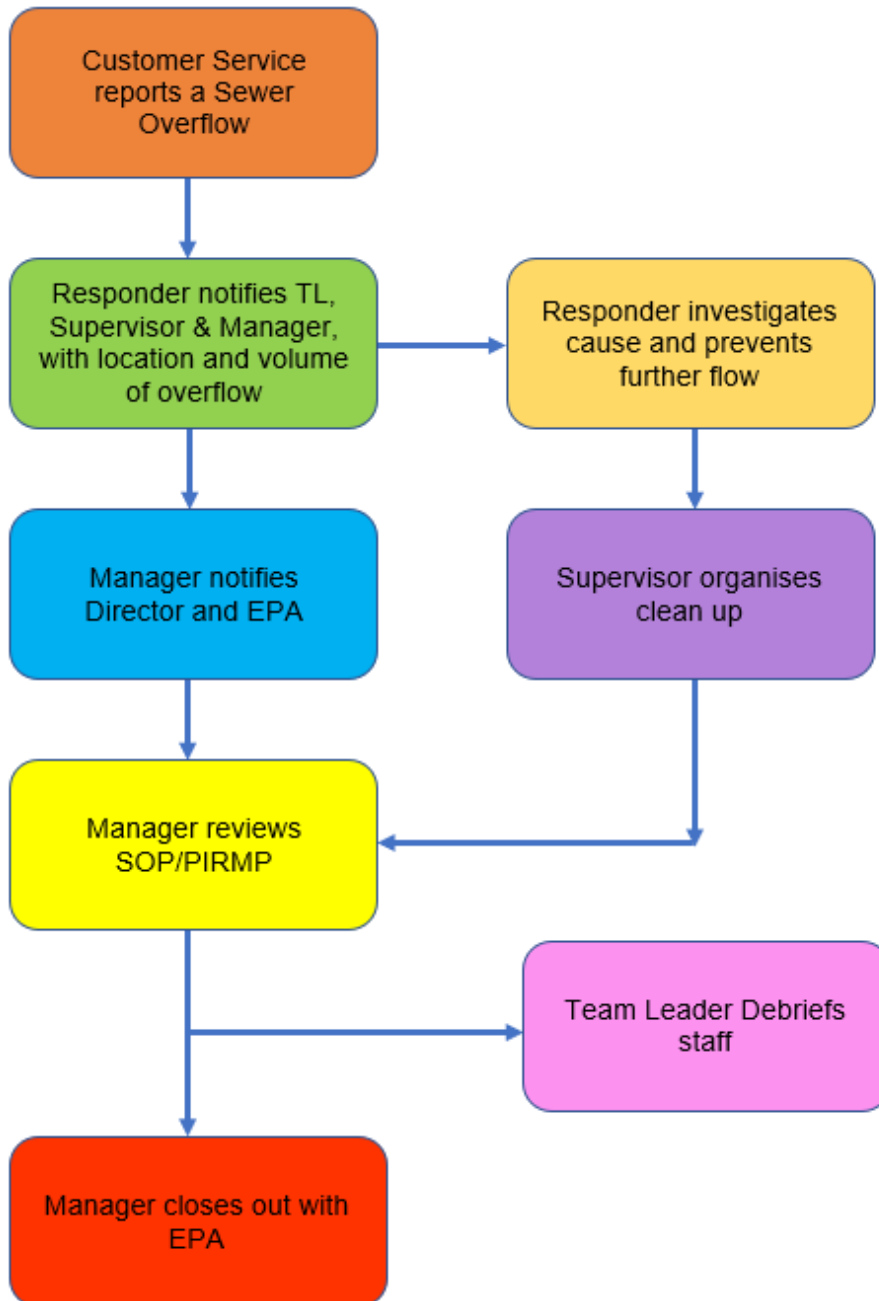 Customer Service
reports a Sewer
Overflow
Responder notifies TL,
Supervisor & Manager,
with location and volume
of overflow
Responder investigates
cause and prevents
further flow
Manager notifies
Director and EPA
Supervisor organises
clean up
Manager reviews
SOP/PIRMP
Team Leader Debriefs
staff
Manager closes out with
EPA